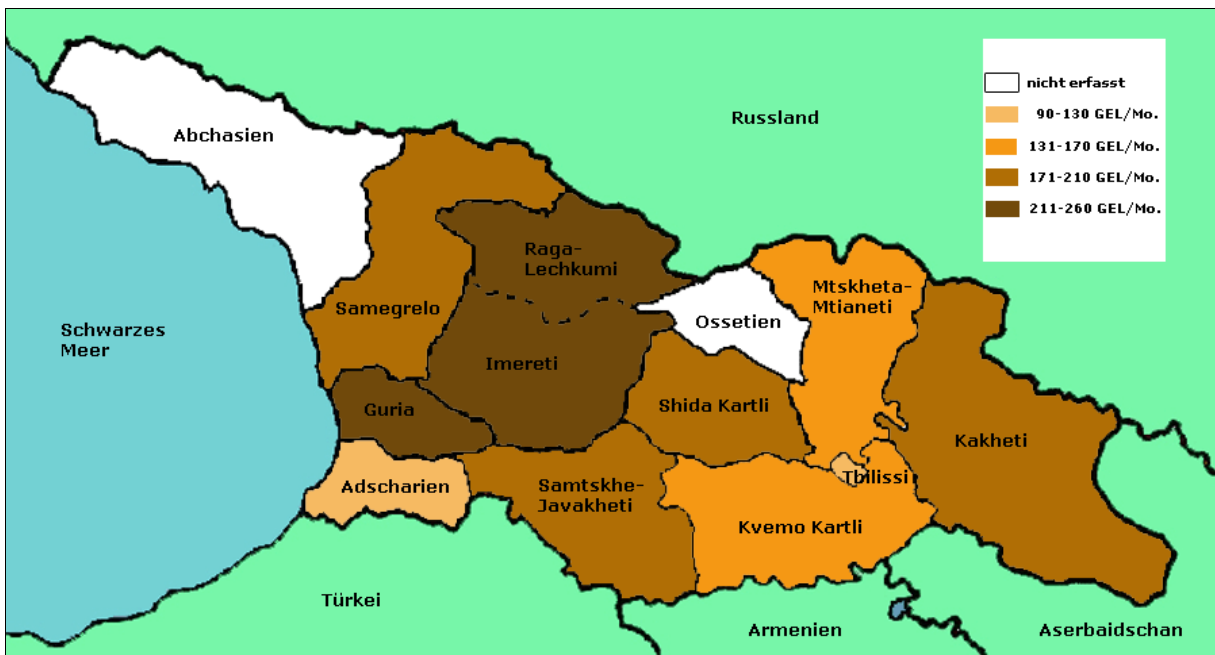 nicht erfasst
90-130 GEL/Mo.
131-170 GEL/Mo.
171-210 GEL/Mo.
211-260 GEL/Mo.
Russland
Abchasien
Raga-
Lechkumi
Mtskheta-
Mtianeti
Samegrelo
Ossetien
Schwarzes
Meer
Imereti
Guria
Shida Kartli
Kakheti
Adscharien
Samtskhe-
Javakheti
Tbilissi
Kvemo Kartli
Türkei
Armenien
Aserbaidschan